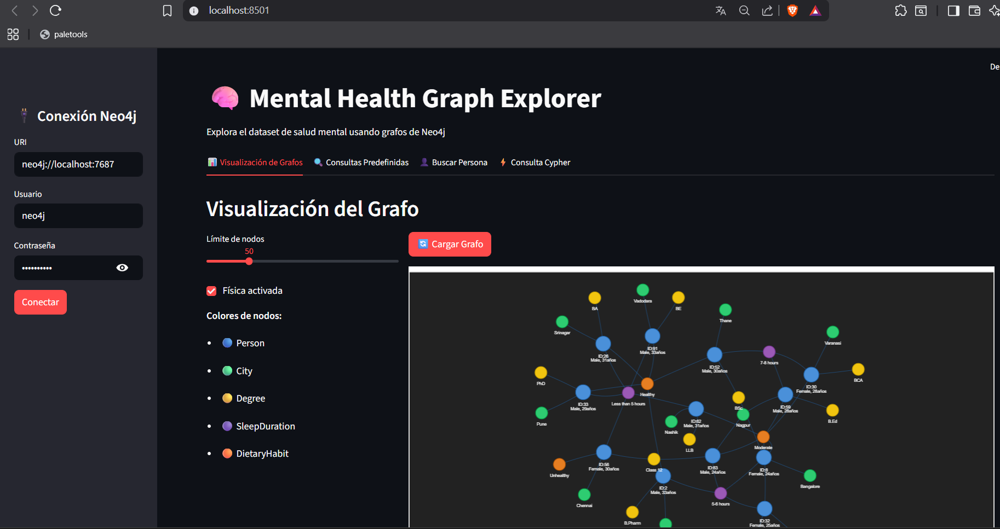 localhost:8501
paletools
De
Conexión Neo4j
URI
neo4j://localhost:7687
Usuario
neo4j
Contraseña
••••••••••
Conectar
Mental Health Graph Explorer
Explora el dataset de salud mental usando grafos de Neo4j
Visualización de Grafos
Consultas Predefinidas
Buscar Persona
Consulta Cypher
Visualización del Grafo
Límite de nodos
50
Física activada
Colores de nodos:
Person
City
Degree
SleepDuration
DietaryHabit
Cargar Grafo
BA
Vadodara
BE
Thane
Srinagar
Varanasi
ID:26
Male, 31años
ID:91
Male, 33años
ID:52
Male, 30años
7-8 hours
PhD
BCA
ID:30
Female, 28años
Healthy
Less than 5 hours
ID:33
Male, 29años
BSc
ID:59
Male, 28años
Pune
Nashik
ID:62
Male, 31años
Nagpur
B.Ed
LLB
Moderate
ID:56
Female, 30años
Class 12
ID:83
Male, 24años
ID:8
Female, 24años
Unhealthy
Bangalore
ID:2
Male, 33años
Chennai
5-6 hours
B.Pharm
ID:32
Female, 25años